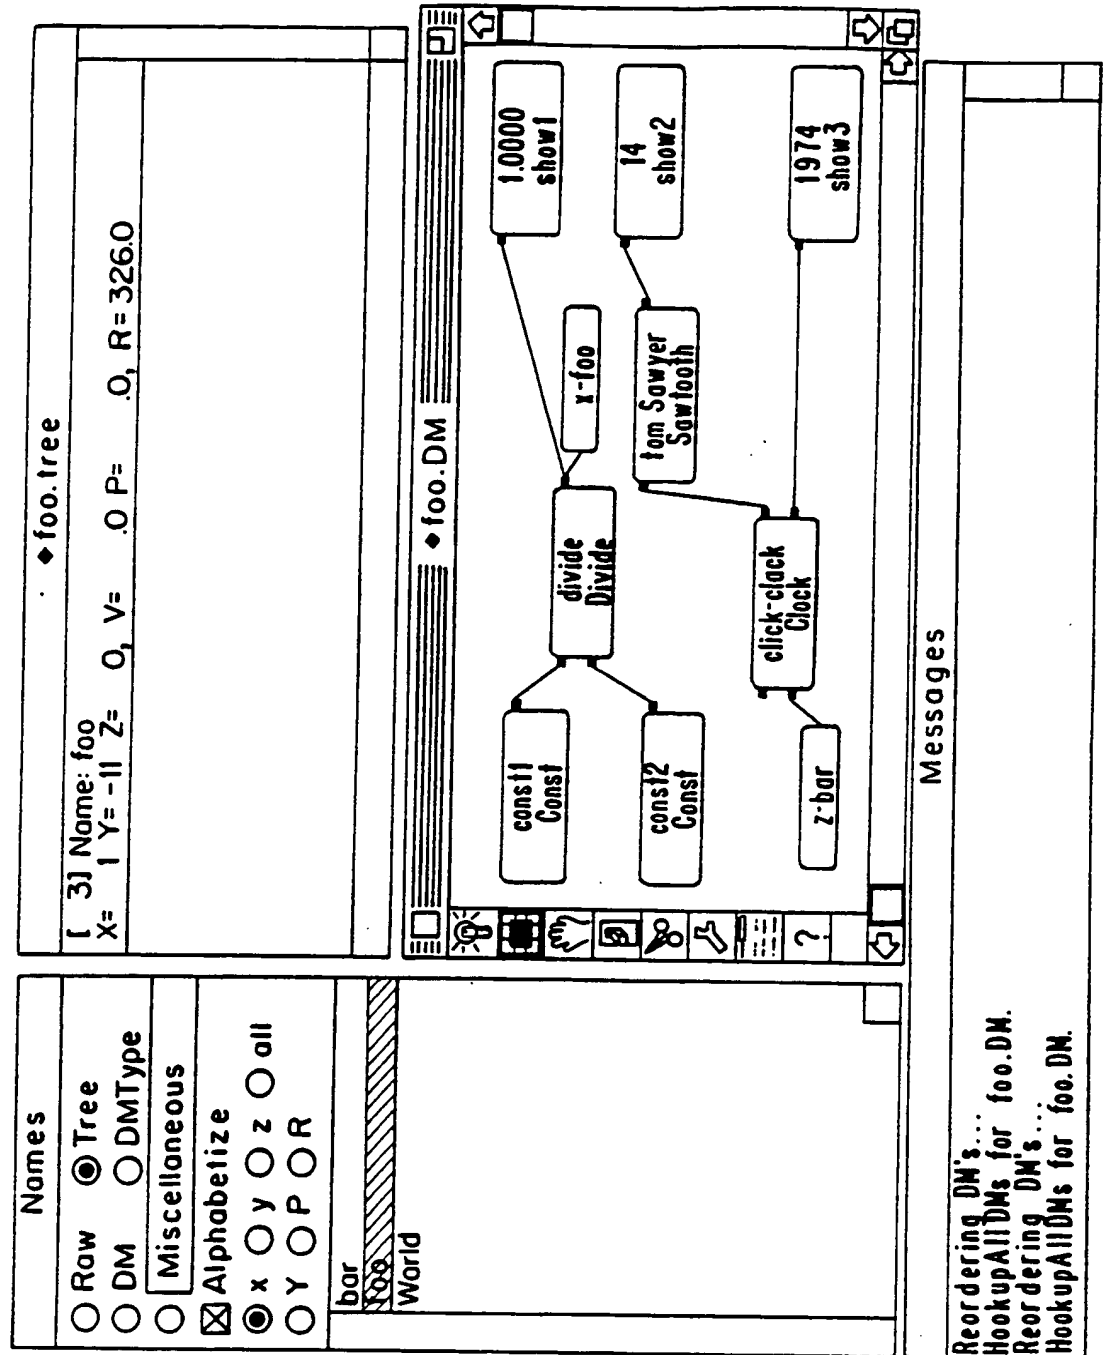 Names
Raw Tree
DM DMType
Miscellaneous
Alphabetize
x y z all
Y P R
bar
foo
World
◆foo.tree
[ 3] Name: foo
X= 1 Y= -11 Z= 0, V= .0 P= .0, R= 326.0
◆foo.DM
?
const1
Const
const2
Const
z-bar
divide
Divide
click-clack
Clock
x-foo
tom Sawyer
Sawtooth
1.0000
show1
14
show2
1974
show3
Messages
Reordering DM's...
HookupAllDMs for foo.DM.
Reordering DM's...
HookupAllDMs for foo.DM.